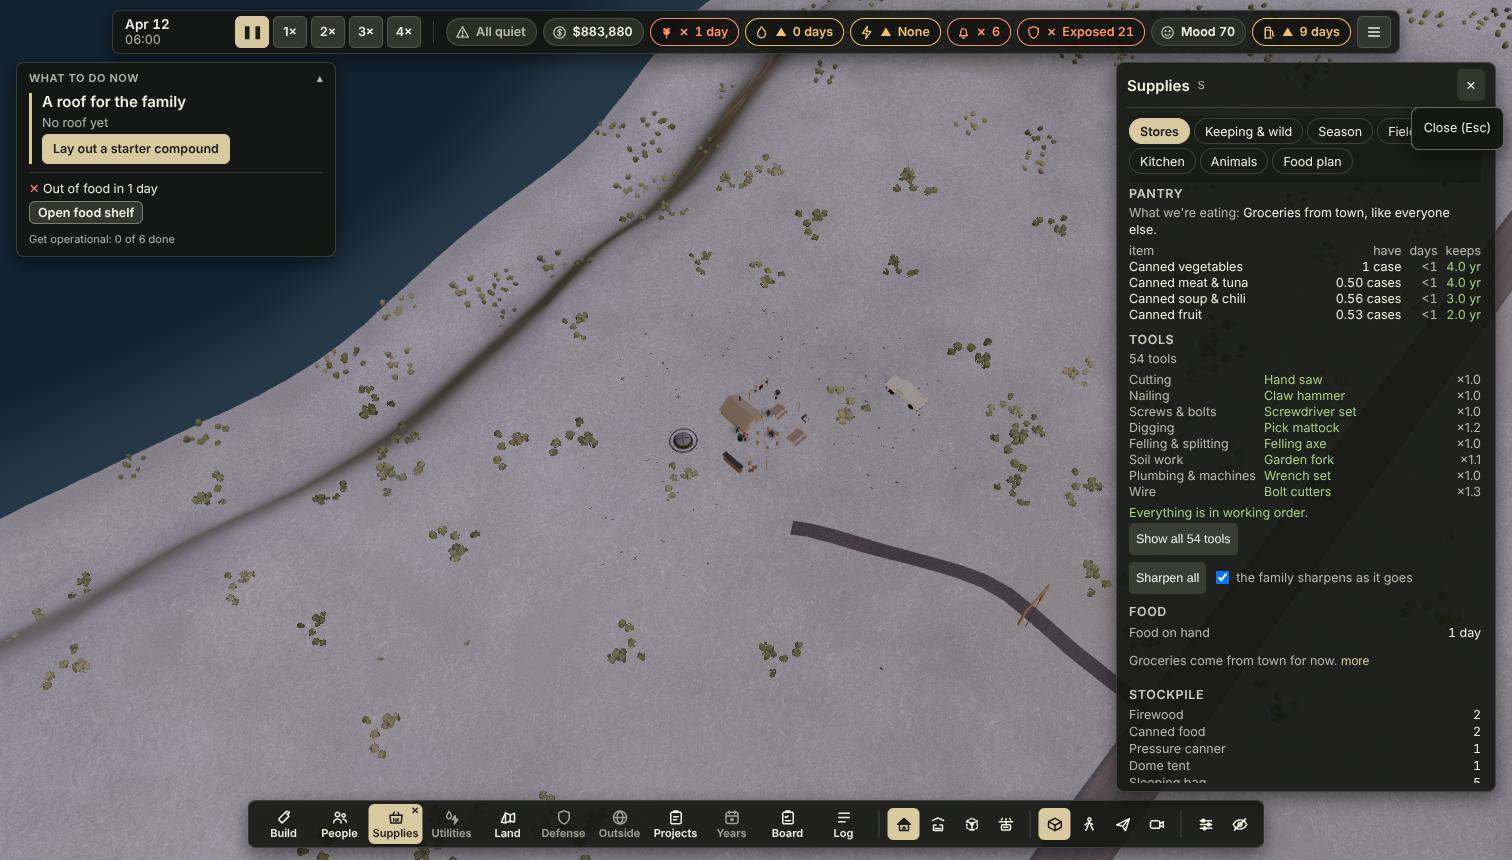 Apr 12
06:00
1× 2× 3× 4×
All quiet
$883,880
× 1 day
0 days
None
× 6
× Exposed 21
Mood 70
9 days
WHAT TO DO NOW
A roof for the family
No roof yet
Lay out a starter compound
× Out of food in 1 day
Open food shelf
Get operational: 0 of 6 done
Supplies S
×
Close (Esc)
Stores Keeping & wild Season
Kitchen Animals Food plan
PANTRY
What we're eating: Groceries from town, like everyone
else.
item have days keeps
Canned vegetables 1 case <1 4.0 yr
Canned meat & tuna 0.50 cases <1 4.0 yr
Canned soup & chili 0.56 cases <1 3.0 yr
Canned fruit 0.53 cases <1 2.0 yr
TOOLS
54 tools
Cutting Hand saw ×1.0
Nailing Claw hammer ×1.0
Screws & bolts Screwdriver set ×1.0
Digging Pick mattock ×1.2
Felling & splitting Felling axe ×1.0
Soil work Garden fork ×1.1
Plumbing & machines Wrench set ×1.0
Wire Bolt cutters ×1.3
Everything is in working order.
Show all 54 tools
Sharpen all the family sharpens as it goes
FOOD
Food on hand 1 day
Groceries come from town for now. more
STOCKPILE
Firewood 2
Canned food 2
Pressure canner 1
Dome tent 1
Sleeping bag 5
Build People Supplies Utilities Land Defense Outside Projects Years Board Log